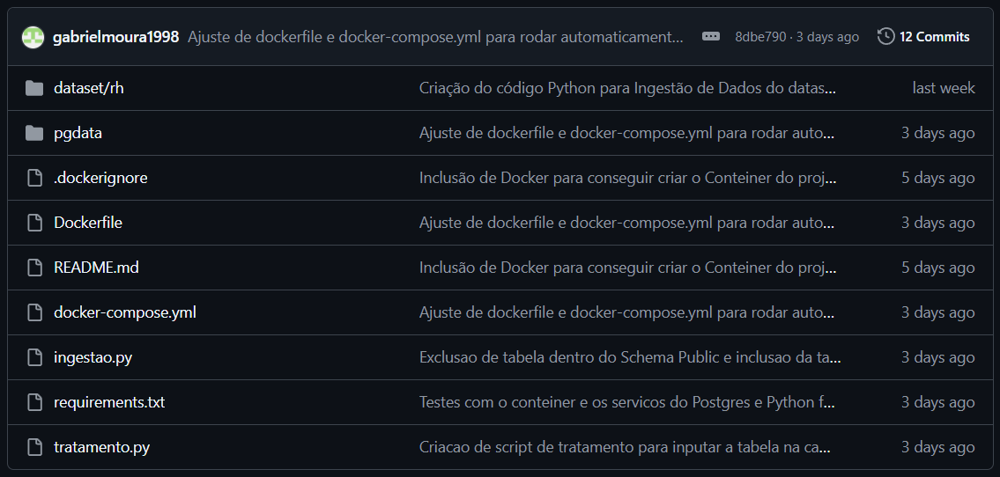 gabrielmoura1998 Ajuste de dockerfile e docker-compose.yml para rodar automaticament... 8dbe790 · 3 days ago 12 Commits
dataset/rh Criação do código Python para Ingestão de Dados do datas... last week
pgdata Ajuste de dockerfile e docker-compose.yml para rodar auto... 3 days ago
.dockerignore Inclusão de Docker para conseguir criar o Conteiner do proj... 5 days ago
Dockerfile Ajuste de dockerfile e docker-compose.yml para rodar auto... 3 days ago
README.md Inclusão de Docker para conseguir criar o Conteiner do proj... 5 days ago
docker-compose.yml Ajuste de dockerfile e docker-compose.yml para rodar auto... 3 days ago
ingestao.py Exclusao de tabela dentro do Schema Public e inclusao da ta... 3 days ago
requirements.txt Testes com o conteiner e os servicos do Postgres e Python f... 3 days ago
tratamento.py Criacao de script de tratamento para inputar a tabela na ca... 3 days ago